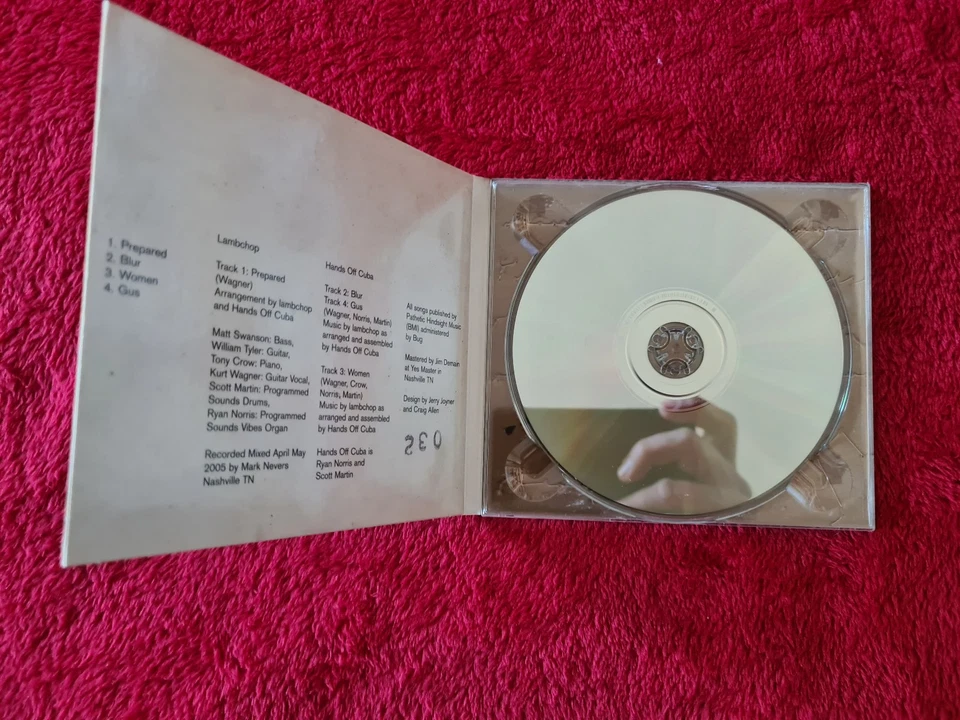 1. Prepared
2. Blur
3. Women
4. Gus
Lambchop
Track 1: Prepared
(Wagner)
Arrangement by lambchop
and Hands Off Cuba
Matt Swanson: Bass,
William Tyler: Guitar,
Tony Crow: Piano,
Kurt Wagner: Guitar Vocal,
Scott Martin: Programmed
Sounds Drums,
Ryan Norris: Programmed
Sounds Vibes Organ
Recorded Mixed April May
2005 by Mark Nevers
Nashville TN
Hands Off Cuba
Track 2: Blur
Track 4: Gus
(Wagner, Norris, Martin)
Music by lambchop as
arranged and assembled
by Hands Off Cuba
Track 3: Women
(Wagner, Crow,
Norris, Martin)
Music by lambchop as
arranged and assembled
by Hands Off Cuba
Hands Off Cuba is
Ryan Norris and
Scott Martin
All songs published by
Pathetic Hindsight Music
(BMI) administered
by Bug
Mastered by Jim Demain
at Yes Master in
Nashville TN
Design by Jerry Joyner
and Craig Allen